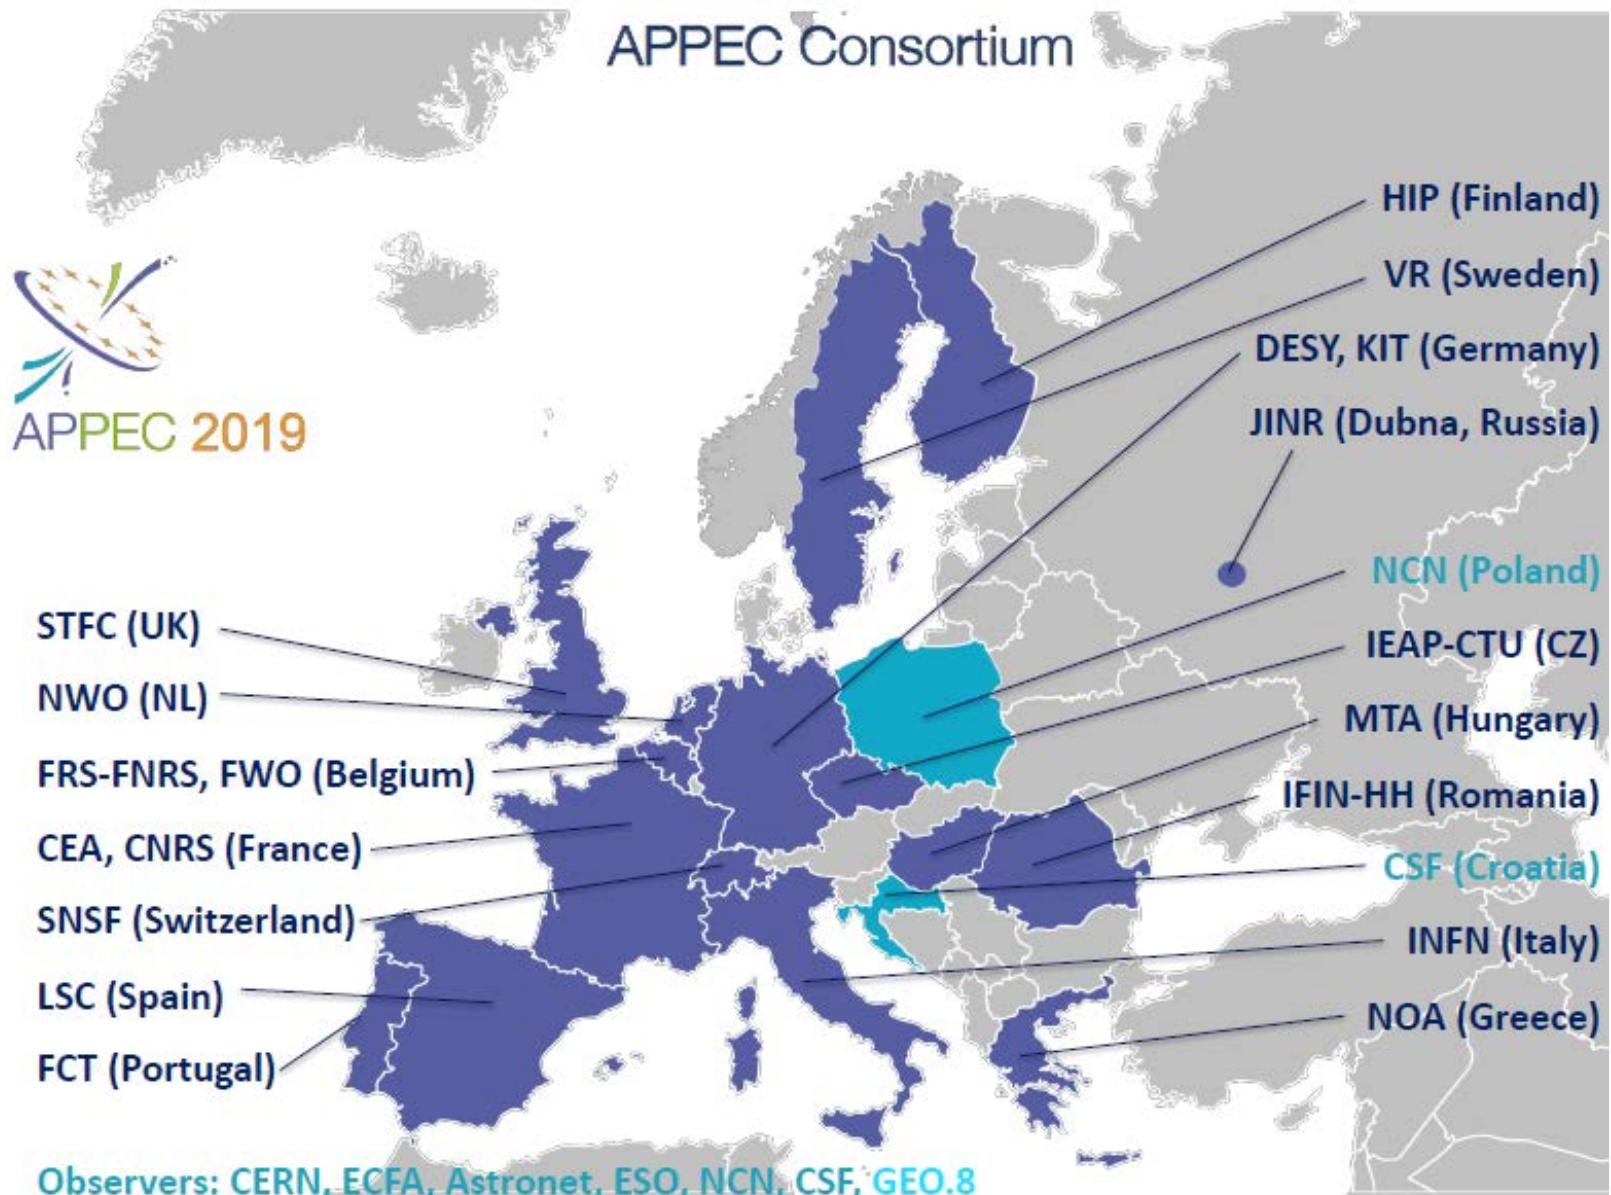 APPEC Consortium
APPEC 2019
HIP (Finland)
VR (Sweden)
DESY, KIT (Germany)
JINR (Dubna, Russia)
NCN (Poland)
IEAP-CTU (CZ)
MTA (Hungary)
IFIN-HH (Romania)
CSF (Croatia)
INFN (Italy)
NOA (Greece)
STFC (UK)
NWO (NL)
FRS-FNRS, FWO (Belgium)
CEA, CNRS (France)
SNSF (Switzerland)
LSC (Spain)
FCT (Portugal)
Observers: CERN, ECFA, Astronet, ESO, NCN, CSF, GEO.8